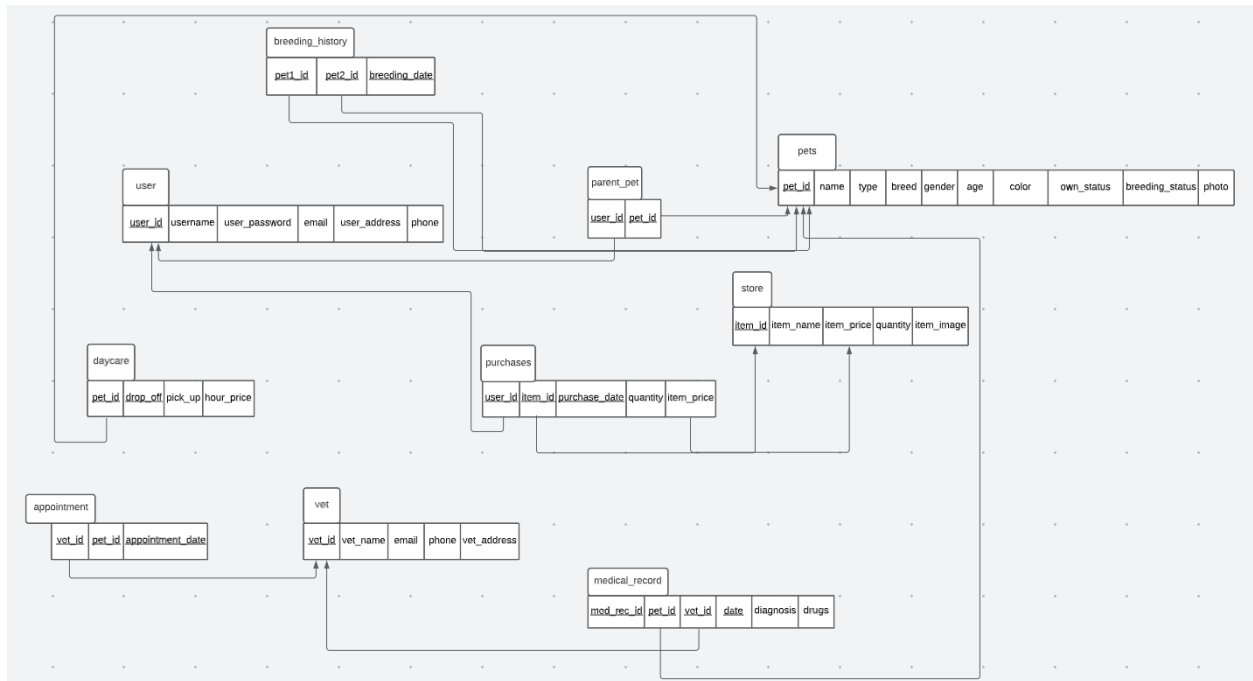 breeding_history
pet1_id pet2_id breeding_date
pets
pet_id name type breed gender age color own_status breeding_status photo
user
user_id username user_password email user_address phone
parent_pet
user_id pet_id
store
item_id item_name item_price quantity item_image
daycare
pet_id drop_off pick_up hour_price
purchases
user_id item_id purchase_date quantity item_price
appointment
vet_id pet_id appointment_date
vet
vet_id vet_name email phone vet_address
medical_record
med_rec_id pet_id vet_id date diagnosis drugs